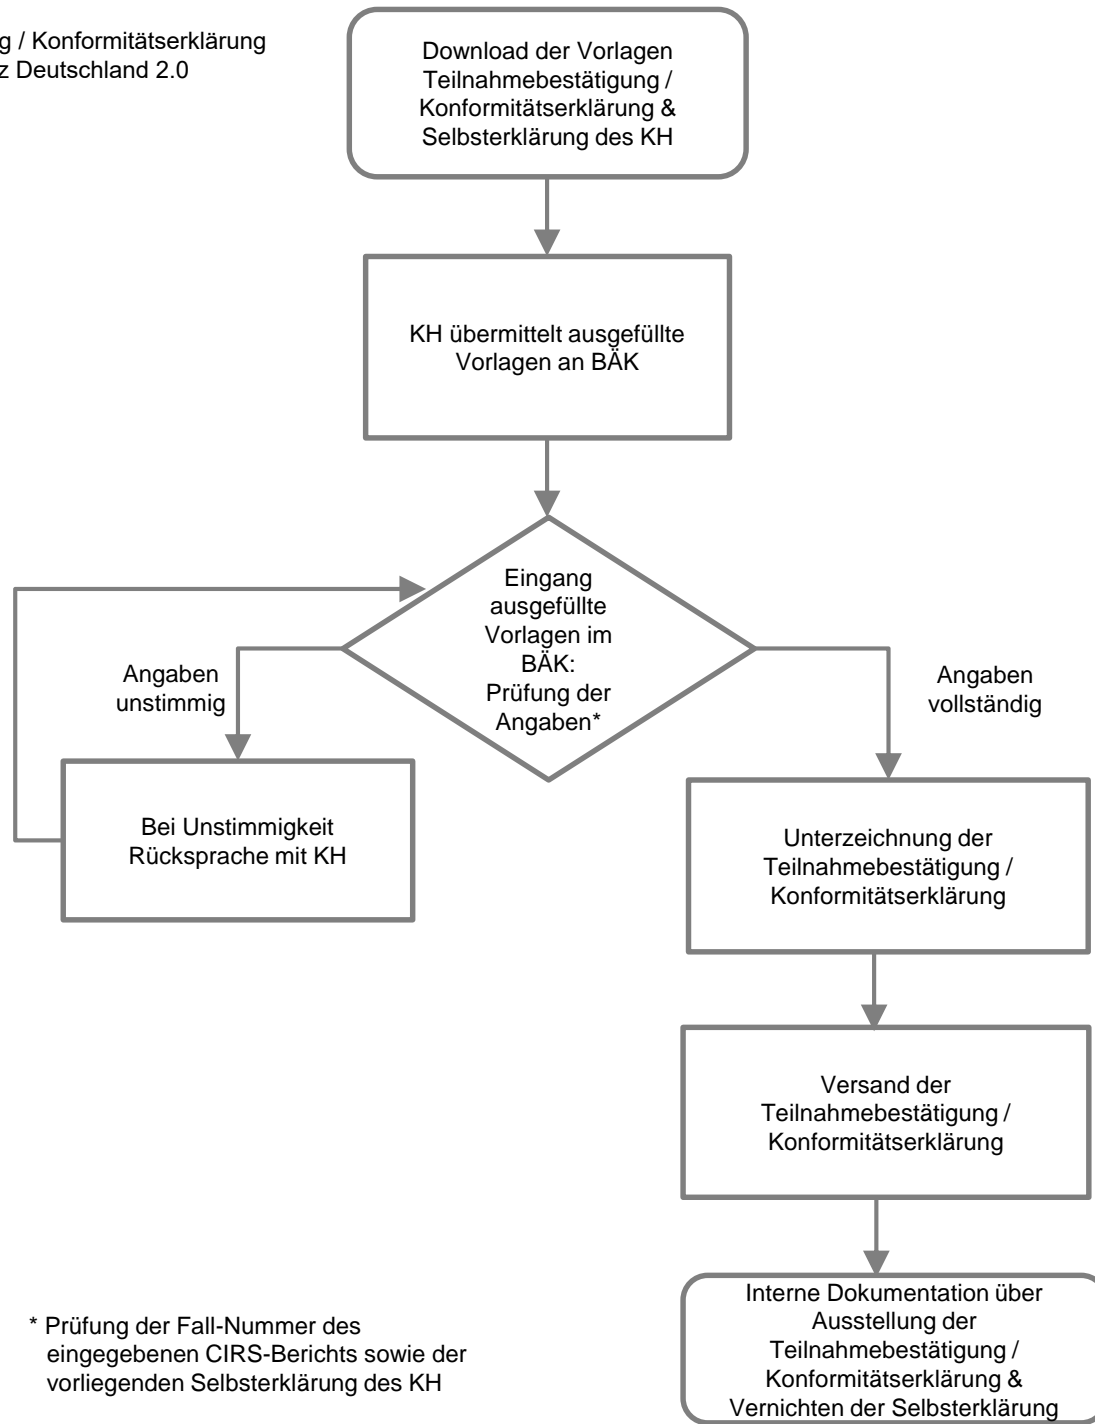 g / Konformitätserklärung
z Deutschland 2.0
Download der Vorlagen
Teilnahmebestätigung /
Konformitätserklärung &
Selbsterklärung des KH
KH übermittelt ausgefüllte
Vorlagen an BÄK
Eingang
ausgefüllte
Vorlagen im
BÄK:
Prüfung der
Angaben*
Angaben
unstimmig
Angaben
vollständig
Bei Unstimmigkeit
Rücksprache mit KH
Unterzeichnung der
Teilnahmebestätigung /
Konformitätserklärung
Versand der
Teilnahmebestätigung /
Konformitätserklärung
Interne Dokumentation über
Ausstellung der
Teilnahmebestätigung /
Konformitätserklärung &
Vernichten der Selbsterklärung
* Prüfung der Fall-Nummer des
eingegebenen CIRS-Berichts sowie der
vorliegenden Selbsterklärung des KH